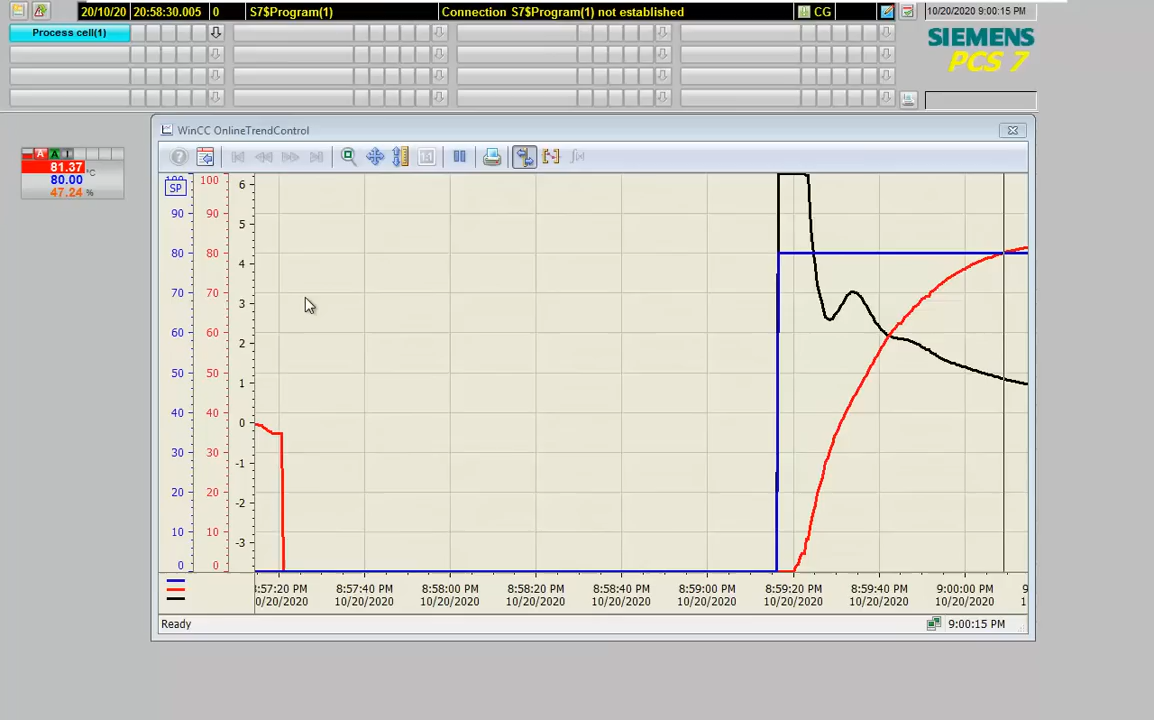 20/10/20 20:58:30.005 0 S7$Program(1) Connection S7$Program(1) not established CG 10/20/2020 9:00:15 PM
Process cell(1)
SIEMENS
PCS 7
WinCC OnlineTrendControl
A A I
81.37 °C
80.00
47.24 %
SP
100 100 6
90 90 5
80 80 4
70 70 3
60 60 2
50 50 1
40 40 0
30 30 -1
20 20 -2
10 10 -3
0 0
8:57:20 PM 8:57:40 PM 8:58:00 PM 8:58:20 PM 8:58:40 PM 8:59:00 PM 8:59:20 PM 8:59:40 PM 9:00:00 PM 9
0/20/2020 10/20/2020 10/20/2020 10/20/2020 10/20/2020 10/20/2020 10/20/2020 10/20/2020 10/20/2020 1
Ready 9:00:15 PM